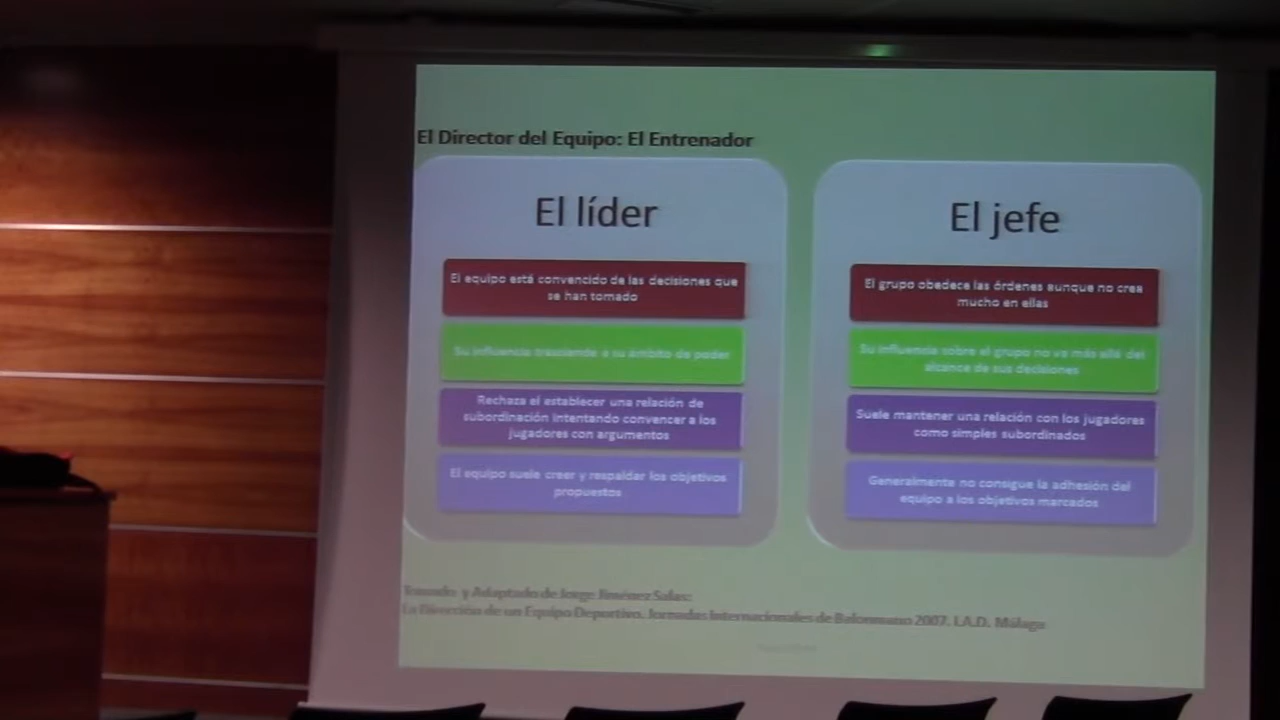 El Director del Equipo: El Entrenador
El líder
El equipo está convencido de las decisiones que
se han tomado
Su influencia trasciende a su ámbito de poder
Rechaza el establecer una relación de
subordinación intentando convencer a los
jugadores con argumentos
El equipo suele creer y respaldar los objetivos
propuestos
El jefe
El grupo obedece las órdenes aunque no crea
mucho en ellas
Su influencia sobre el grupo no va más allá del
alcance de sus decisiones
Suele mantener una relación con los jugadores
como simples subordinados
Generalmente no consigue la adhesión del
equipo a los objetivos marcados
Tomado y Adaptado de Jorge Jiménez Salas:
La Dirección de un Equipo Deportivo. Jornadas Internacionales de Balonmano 2007. I.A.D. Málaga